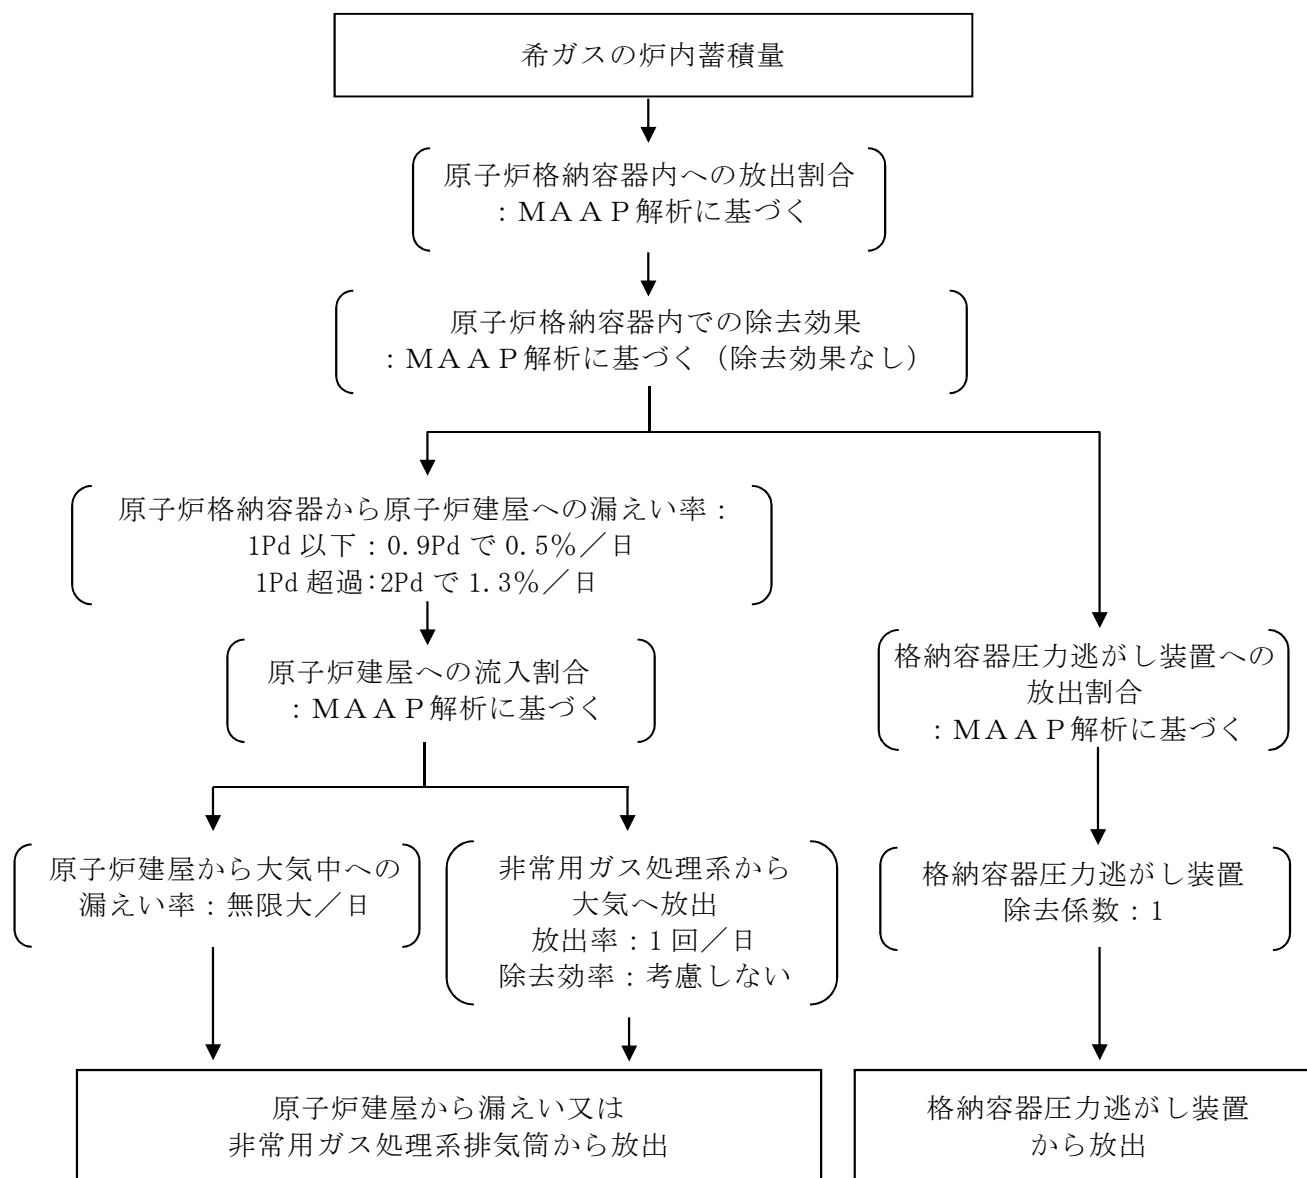 希ガスの炉内蓄積量
原子炉格納容器内への放出割合
：ＭＡＡＰ解析に基づく
原子炉格納容器内での除去効果
：ＭＡＡＰ解析に基づく（除去効果なし）
原子炉格納容器から原子炉建屋への漏えい率：
1Pd 以下：0.9Pd で 0.5％／日
1Pd 超過：2Pd で 1.3％／日
原子炉建屋への流入割合
：ＭＡＡＰ解析に基づく
格納容器圧力逃がし装置への
放出割合
：ＭＡＡＰ解析に基づく
原子炉建屋から大気中への
漏えい率：無限大／日
非常用ガス処理系から
大気へ放出
放出率：1 回／日
除去効率：考慮しない
格納容器圧力逃がし装置
除去係数：1
原子炉建屋から漏えい又は
非常用ガス処理系排気筒から放出
格納容器圧力逃がし装置
から放出